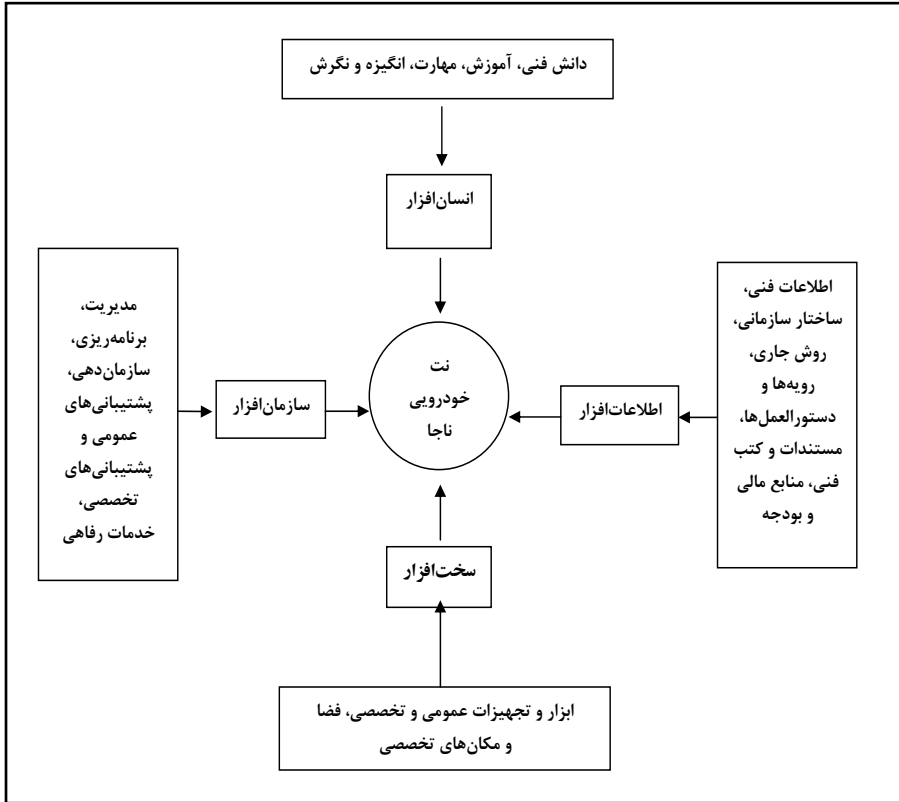 دانش فنی، آموزش، مهارت، انگیزه و نگرش
انسان‌افزار
اطلاعات فنی،
ساختار سازمانی،
روش جاری،
رویه‌ها و
دستورالعمل‌ها،
مستندات و کتب
فنی، منابع مالی
و بودجه
اطلاعات‌افزار
نت
خودرویی
ناجا
سازمان‌افزار
مدیریت،
برنامه‌ریزی،
سازمان‌دهی،
پشتیبانی‌های
عمومی و
پشتیبانی‌های
تخصصی،
خدمات رفاهی
سخت‌افزار
ابزار و تجهیزات عمومی و تخصصی، فضا
و مکان‌های تخصصی